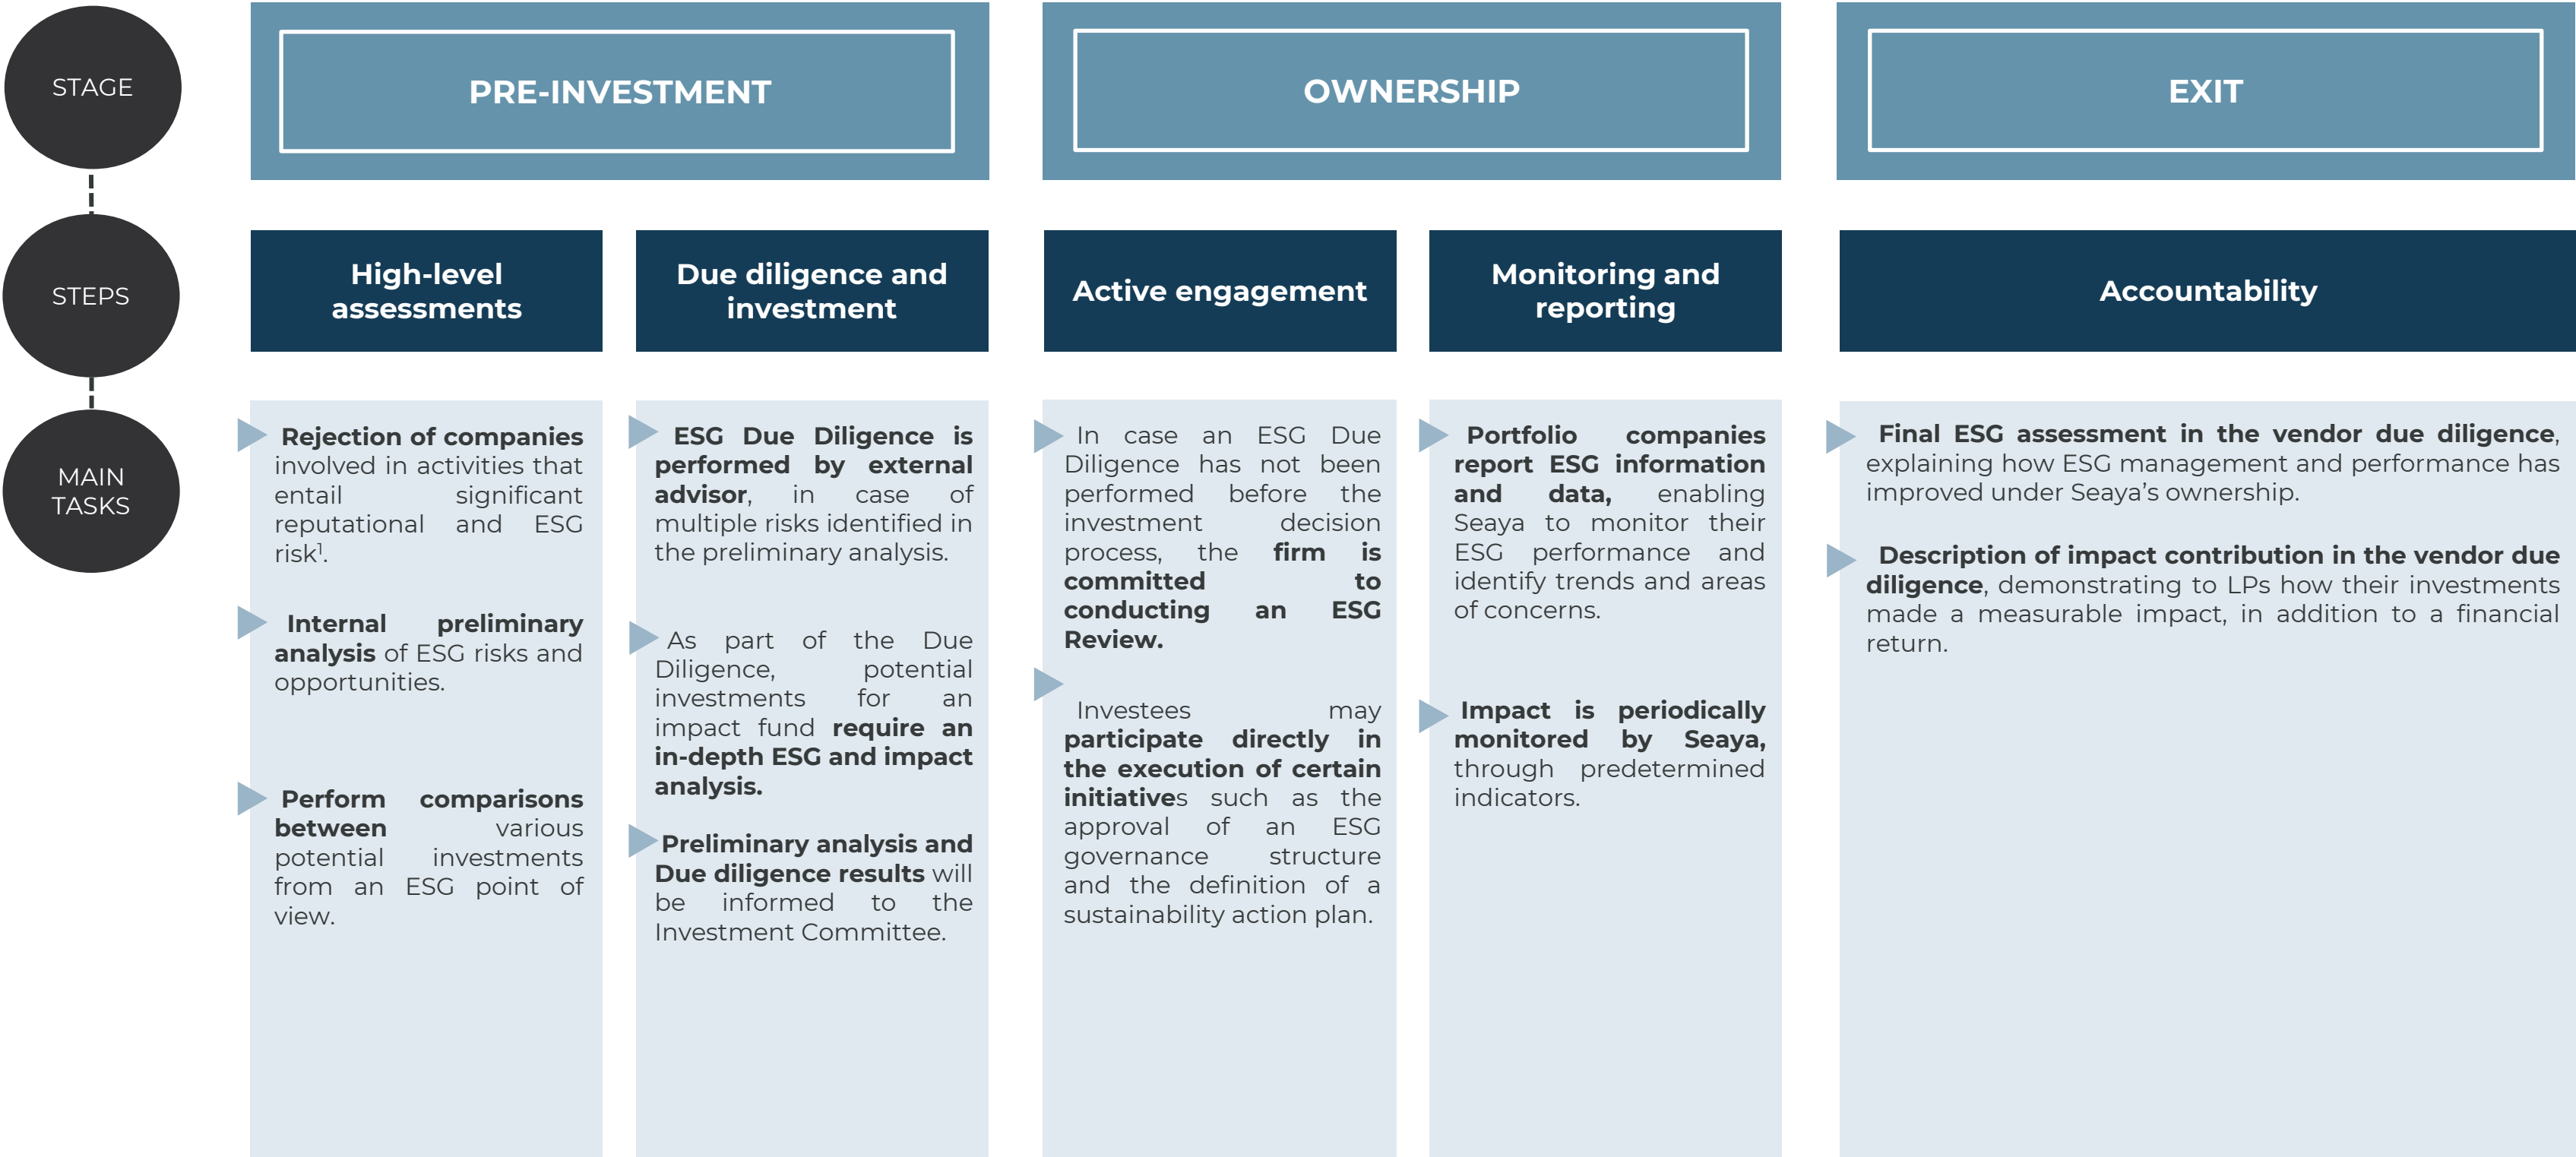 STAGE
PRE-INVESTMENT
OWNERSHIP
EXIT
STEPS
High-level
assessments
Due diligence and
investment
Active engagement
Monitoring and
reporting
Accountability
MAIN
TASKS
Rejection of companies
involved in activities that
entail significant
reputational and ESG
risk¹.
Internal preliminary
analysis of ESG risks and
opportunities.
Perform comparisons
between various
potential investments
from an ESG point of
view.
ESG Due Diligence is
performed by external
advisor, in case of
multiple risks identified in
the preliminary analysis.
As part of the Due
Diligence, potential
investments for an
impact fund require an
in-depth ESG and impact
analysis.
Preliminary analysis and
Due diligence results will
be informed to the
Investment Committee.
In case an ESG Due
Diligence has not been
performed before the
investment decision
process, the firm is
committed to
conducting an ESG
Review.
Investees may
participate directly in
the execution of certain
initiatives such as the
approval of an ESG
governance structure
and the definition of a
sustainability action plan.
Portfolio companies
report ESG information
and data, enabling
Seaya to monitor their
ESG performance and
identify trends and areas
of concerns.
Impact is periodically
monitored by Seaya,
through predetermined
indicators.
Final ESG assessment in the vendor due diligence,
explaining how ESG management and performance has
improved under Seaya’s ownership.
Description of impact contribution in the vendor due
diligence, demonstrating to LPs how their investments
made a measurable impact, in addition to a financial
return.